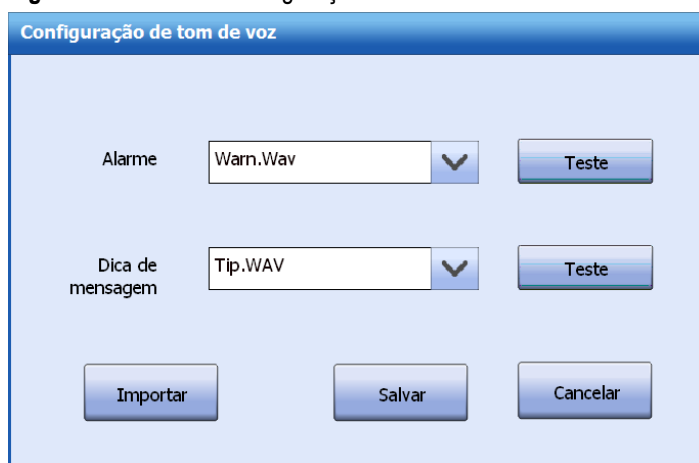 Configuração de tom de voz
Alarme Warn.Wav Teste
Dica de
mensagem Tip.WAV Teste
Importar Salvar Cancelar